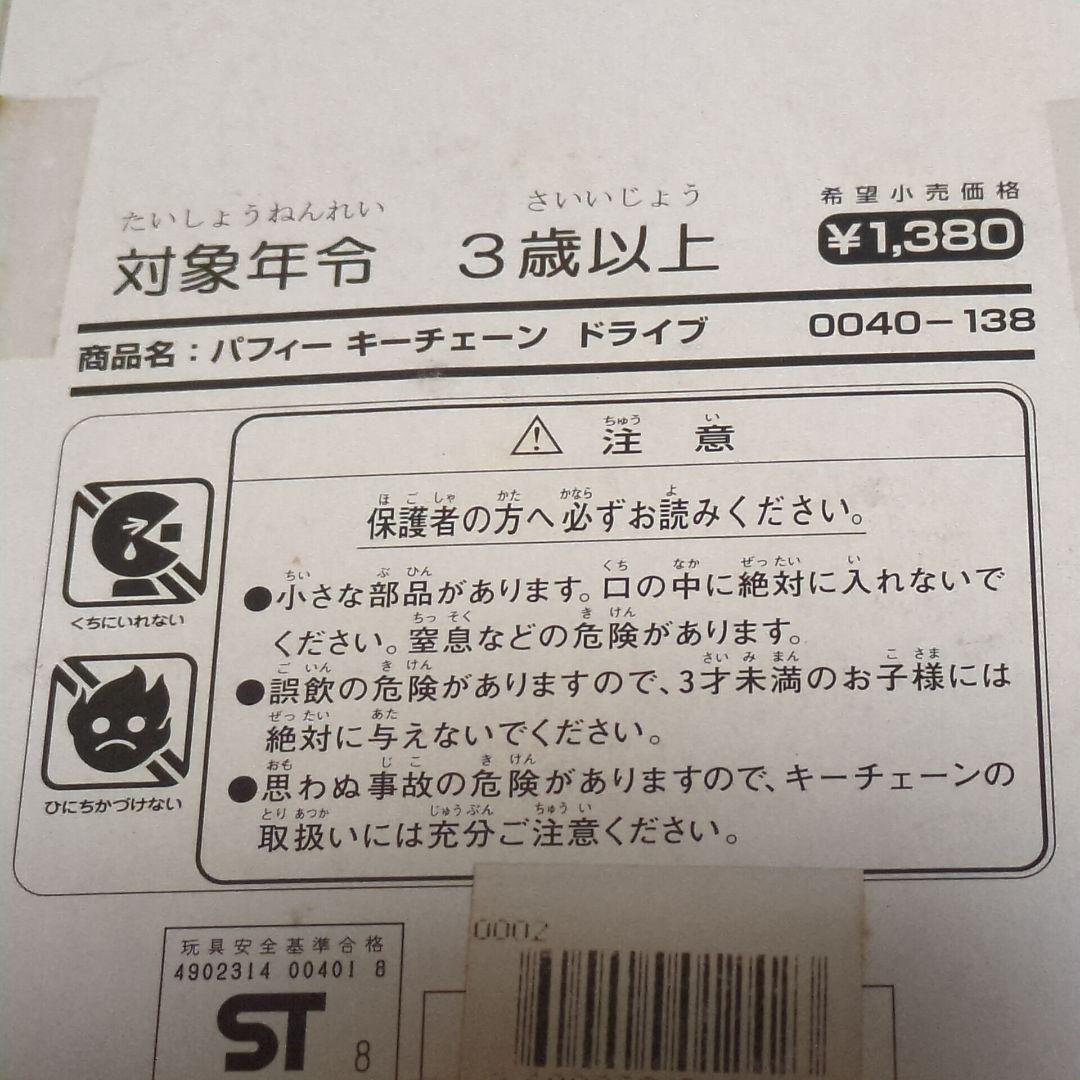 たいしょうねんれい さいいじょう
対象年令 3歳以上
希望小売価格
¥1,380
商品名：パフィー キーチェーン ドライブ 0040-138
ちゅう い
注意
ほ ご しゃ かた かなら よ
保護者の方へ必ずお読みください。
ちい ぶ ひん くち なか ぜったい い
●小さな部品があります。口の中に絶対に入れないで
ちっ そく き けん
ください。窒息などの危険があります。
ご いん き けん さい み まん こ さま
●誤飲の危険がありますので、3才未満のお子様には
ぜったい あた
絶対に与えないでください。
おも じ こ き けん
●思わぬ事故の危険がありますので、キーチェーンの
とり あつか じゅうぶん ちゅう い
取扱いには充分ご注意ください。
くちにいれない
ひにちかづけない
玩具安全基準合格
4902314 00401 8
ST
8
0002